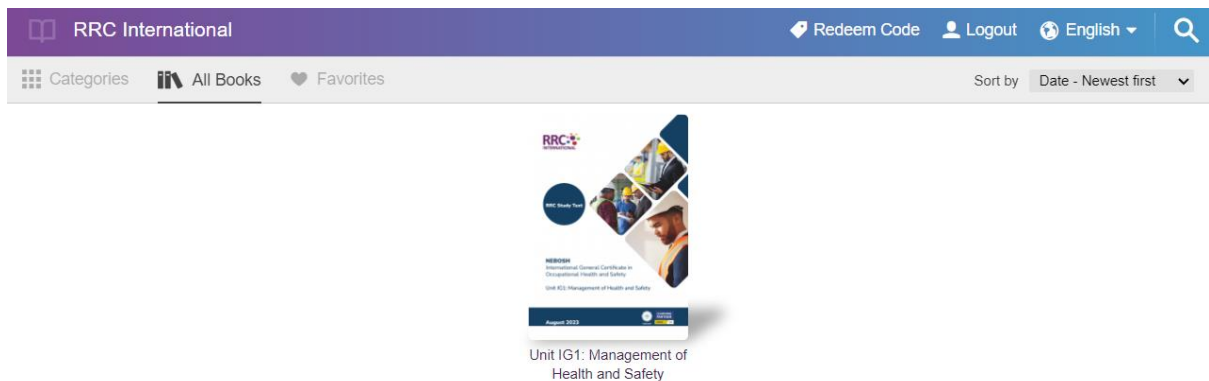 RRC International
Redeem Code
Logout
English
Categories
All Books
Favorites
Sort by
Date - Newest first
RRC
INTERNATIONAL
RRC Study Text
NEBOSH
International General Certificate in
Occupational Health and Safety
Unit IG1: Management of Health and Safety
August 2023
Unit IG1: Management of
Health and Safety